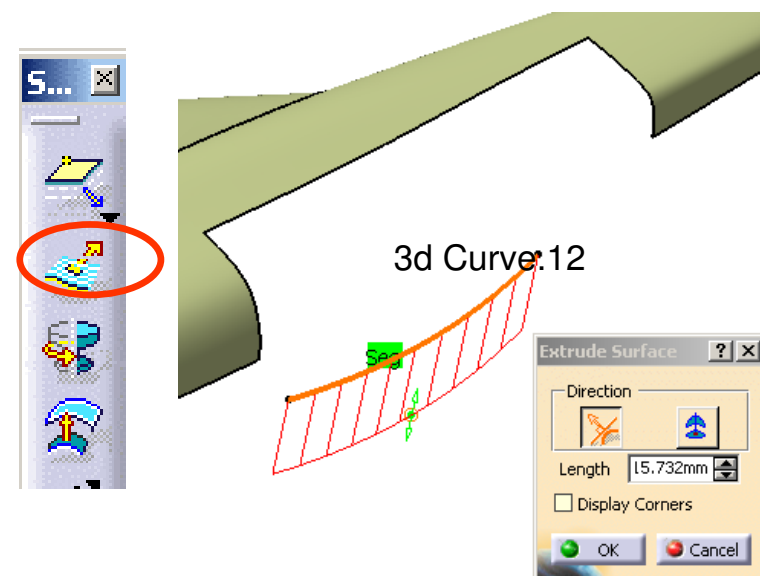 S...
3d Curve.12
Seg
Extrude Surface
Direction
Length 15.732mm
Display Corners
OK Cancel